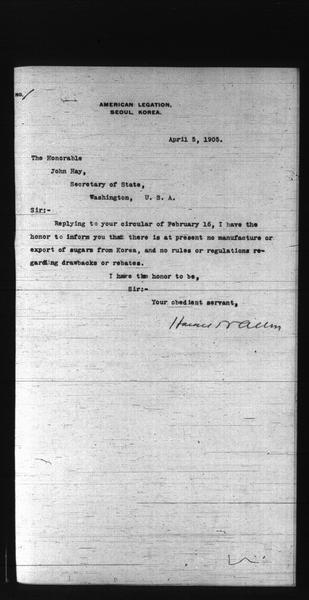 NO.
AMERICAN LEGATION,
SEOUL, KOREA.
April 5, 1905.
The Honorable
John Hay,
Secretary of State,
Washington, U. S. A.
Sir:-
Replying to your circular of February 16, I have the
honor to inform you that there is at present no manufacture or
export of sugars from Korea, and no rules or regulations re-
garding drawbacks or rebates.
I have the honor to be,
Sir:-
Your obedient servant,
Horace N Allen